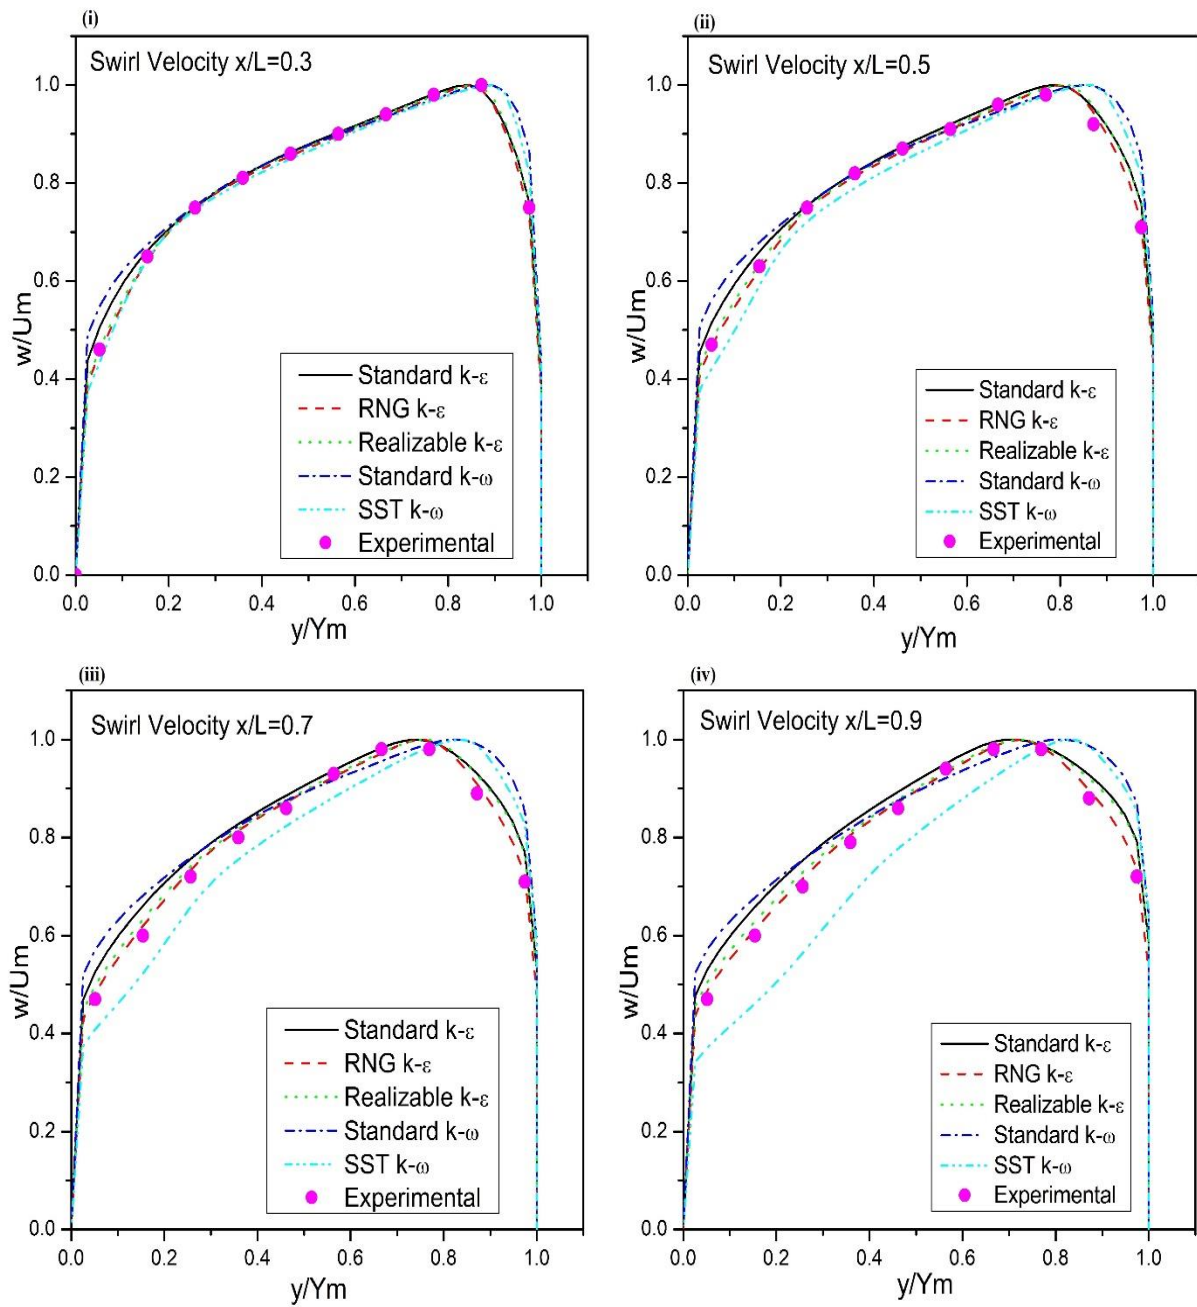 (i)
Swirl Velocity x/L=0.3
1.0
0.8
0.6
0.4
0.2
0.0
w/Um
Standard k-ε
RNG k-ε
Realizable k-ε
Standard k-ω
SST k-ω
Experimental
0.0 0.2 0.4 0.6 0.8 1.0
y/Ym
(ii)
Swirl Velocity x/L=0.5
1.0
0.8
0.6
0.4
0.2
0.0
w/Um
Standard k-ε
RNG k-ε
Realizable k-ε
Standard k-ω
SST k-ω
Experimental
0.0 0.2 0.4 0.6 0.8 1.0
y/Ym
(iii)
Swirl Velocity x/L=0.7
1.0
0.8
0.6
0.4
0.2
0.0
w/Um
Standard k-ε
RNG k-ε
Realizable k-ε
Standard k-ω
SST k-ω
Experimental
0.0 0.2 0.4 0.6 0.8 1.0
y/Ym
(iv)
Swirl Velocity x/L=0.9
1.0
0.8
0.6
0.4
0.2
0.0
w/Um
Standard k-ε
RNG k-ε
Realizable k-ε
Standard k-ω
SST k-ω
Experimental
0.0 0.2 0.4 0.6 0.8 1.0
y/Ym